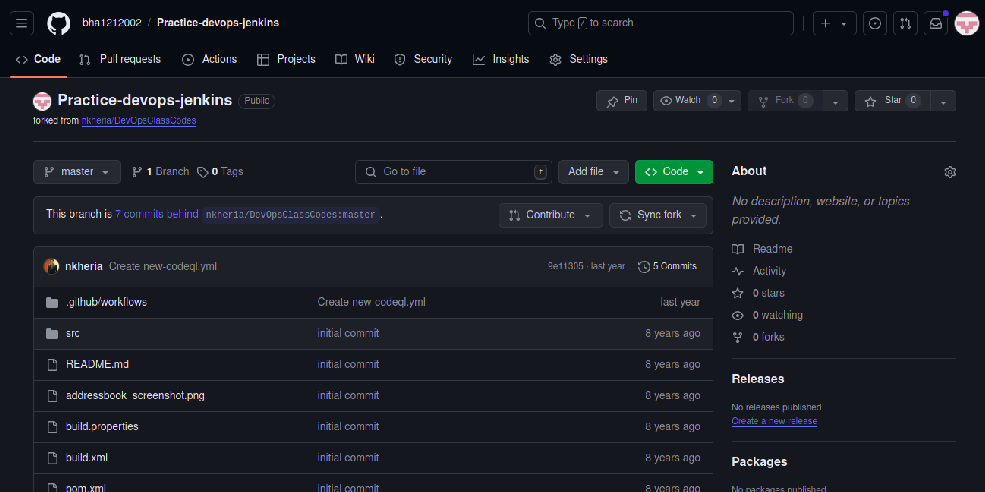 bha1212002 / Practice-devops-jenkins
Type / to search
Code Pull requests Actions Projects Wiki Security Insights Settings
Practice-devops-jenkins Public
Pin Watch 0 Fork 0 Star 0
forked from nkheria/DevOpsClassCodes
master 1 Branch 0 Tags Go to file t Add file Code
This branch is 7 commits behind nkheria/DevOpsClassCodes:master . Contribute Sync fork
nkheria Create new-codeql.yml 9e11305 · last year 5 Commits
.github/workflows Create new-codeql.yml last year
src initial commit 8 years ago
README.md initial commit 8 years ago
addressbook_screenshot.png initial commit 8 years ago
build.properties initial commit 8 years ago
build.xml initial commit 8 years ago
pom.xml initial commit 8 years ago
About
No description, website, or topics
provided.
Readme
Activity
0 stars
0 watching
0 forks
Releases
No releases published
Create a new release
Packages
No packages published